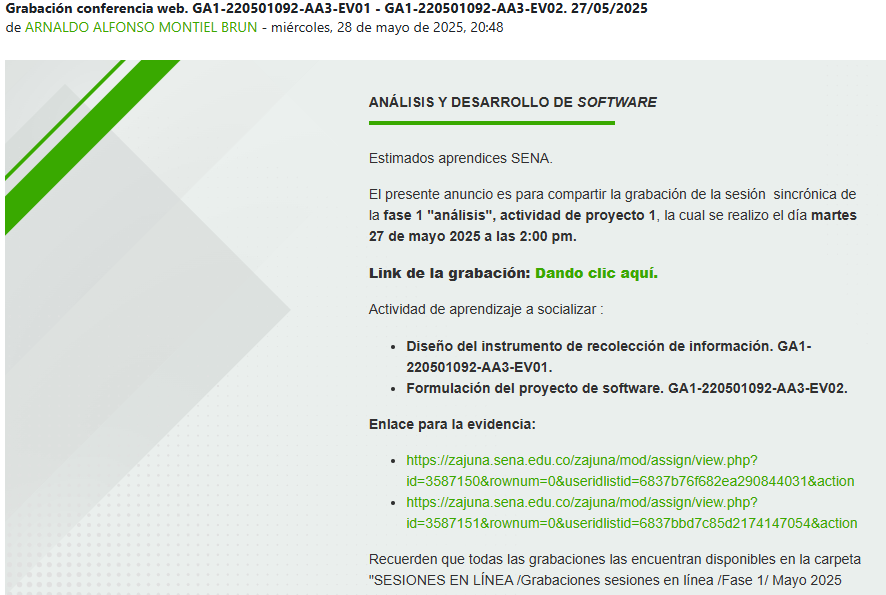 Grabación conferencia web. GA1-220501092-AA3-EV01 - GA1-220501092-AA3-EV02. 27/05/2025
de ARNALDO ALFONSO MONTIEL BRUN - miércoles, 28 de mayo de 2025, 20:48
ANÁLISIS Y DESARROLLO DE SOFTWARE
Estimados aprendices SENA.
El presente anuncio es para compartir la grabación de la sesión sincrónica de
la fase 1 "análisis", actividad de proyecto 1, la cual se realizo el día martes
27 de mayo 2025 a las 2:00 pm.
Link de la grabación: Dando clic aquí.
Actividad de aprendizaje a socializar :
• Diseño del instrumento de recolección de información. GA1-
220501092-AA3-EV01.
• Formulación del proyecto de software. GA1-220501092-AA3-EV02.
Enlace para la evidencia:
• https://zajuna.sena.edu.co/zajuna/mod/assign/view.php?
id=3587150&rownum=0&useridlistid=6837b76f682ea290844031&action
• https://zajuna.sena.edu.co/zajuna/mod/assign/view.php?
id=3587151&rownum=0&useridlistid=6837bbd7c85d2174147054&action
Recuerden que todas las grabaciones las encuentran disponibles en la carpeta
"SESIONES EN LÍNEA /Grabaciones sesiones en línea /Fase 1/ Mayo 2025